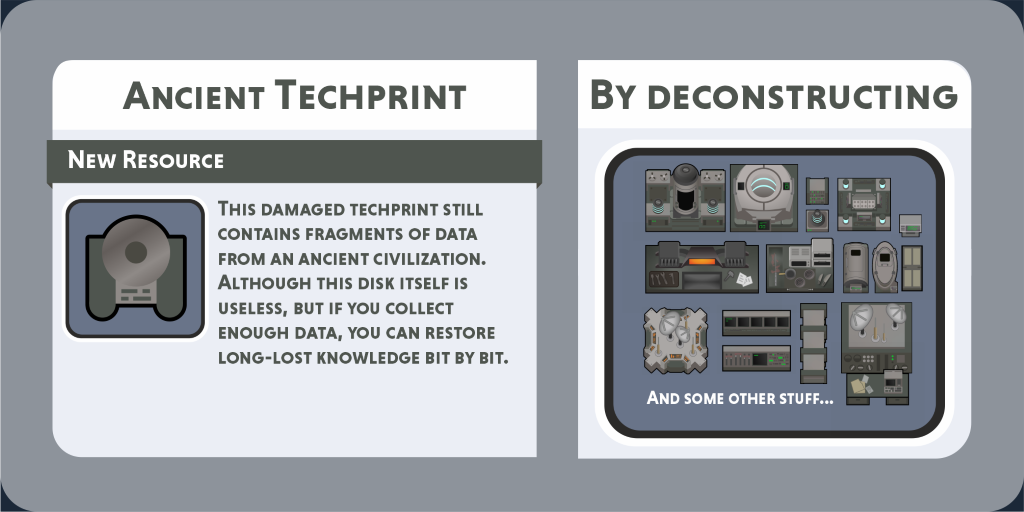 Ancient Techprint
New Resource
This damaged techprint still
contains fragments of data
from an ancient civilization.
Although this disk itself is
useless, but if you collect
enough data, you can restore
long-lost knowledge bit by bit.
By deconstructing
And some other stuff...